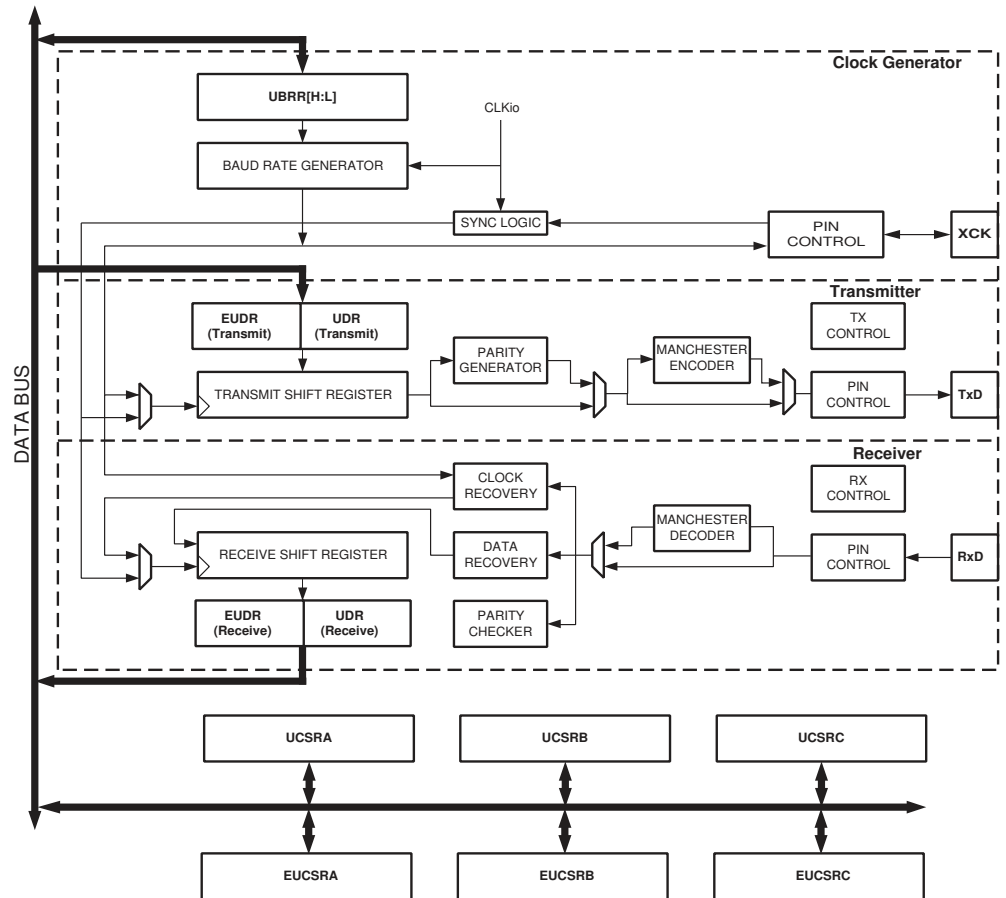 Clock Generator
UBRR[H:L]
CLKio
BAUD RATE GENERATOR
SYNC LOGIC
PIN
CONTROL
XCK
DATA BUS
Transmitter
EUDR
(Transmit)
UDR
(Transmit)
TX
CONTROL
PARITY
GENERATOR
MANCHESTER
ENCODER
TRANSMIT SHIFT REGISTER
PIN
CONTROL
TxD
Receiver
CLOCK
RECOVERY
RX
CONTROL
MANCHESTER
DECODER
RECEIVE SHIFT REGISTER
DATA
RECOVERY
PIN
CONTROL
RxD
EUDR
(Receive)
UDR
(Receive)
PARITY
CHECKER
UCSRA
UCSRB
UCSRC
EUCSRA
EUCSRB
EUCSRC